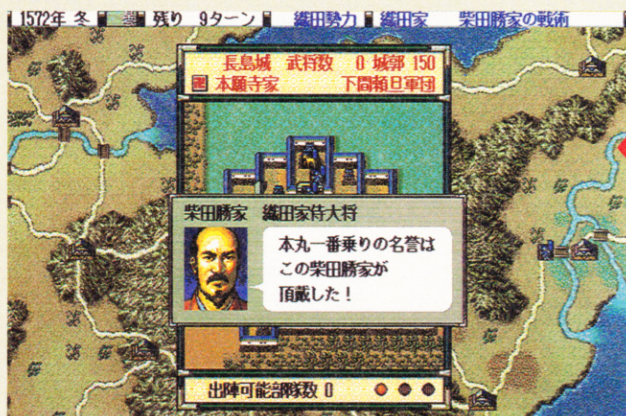 1572年 冬 残り 9ターン 織田勢力 織田家 柴田勝家の戦術
長島城 武将数 0 城郭 150
本願寺家 下間頼旦軍団
柴田勝家 織田家侍大将
本丸一番乗りの名誉は
この柴田勝家が
頂戴した！
出陣可能部隊数 0